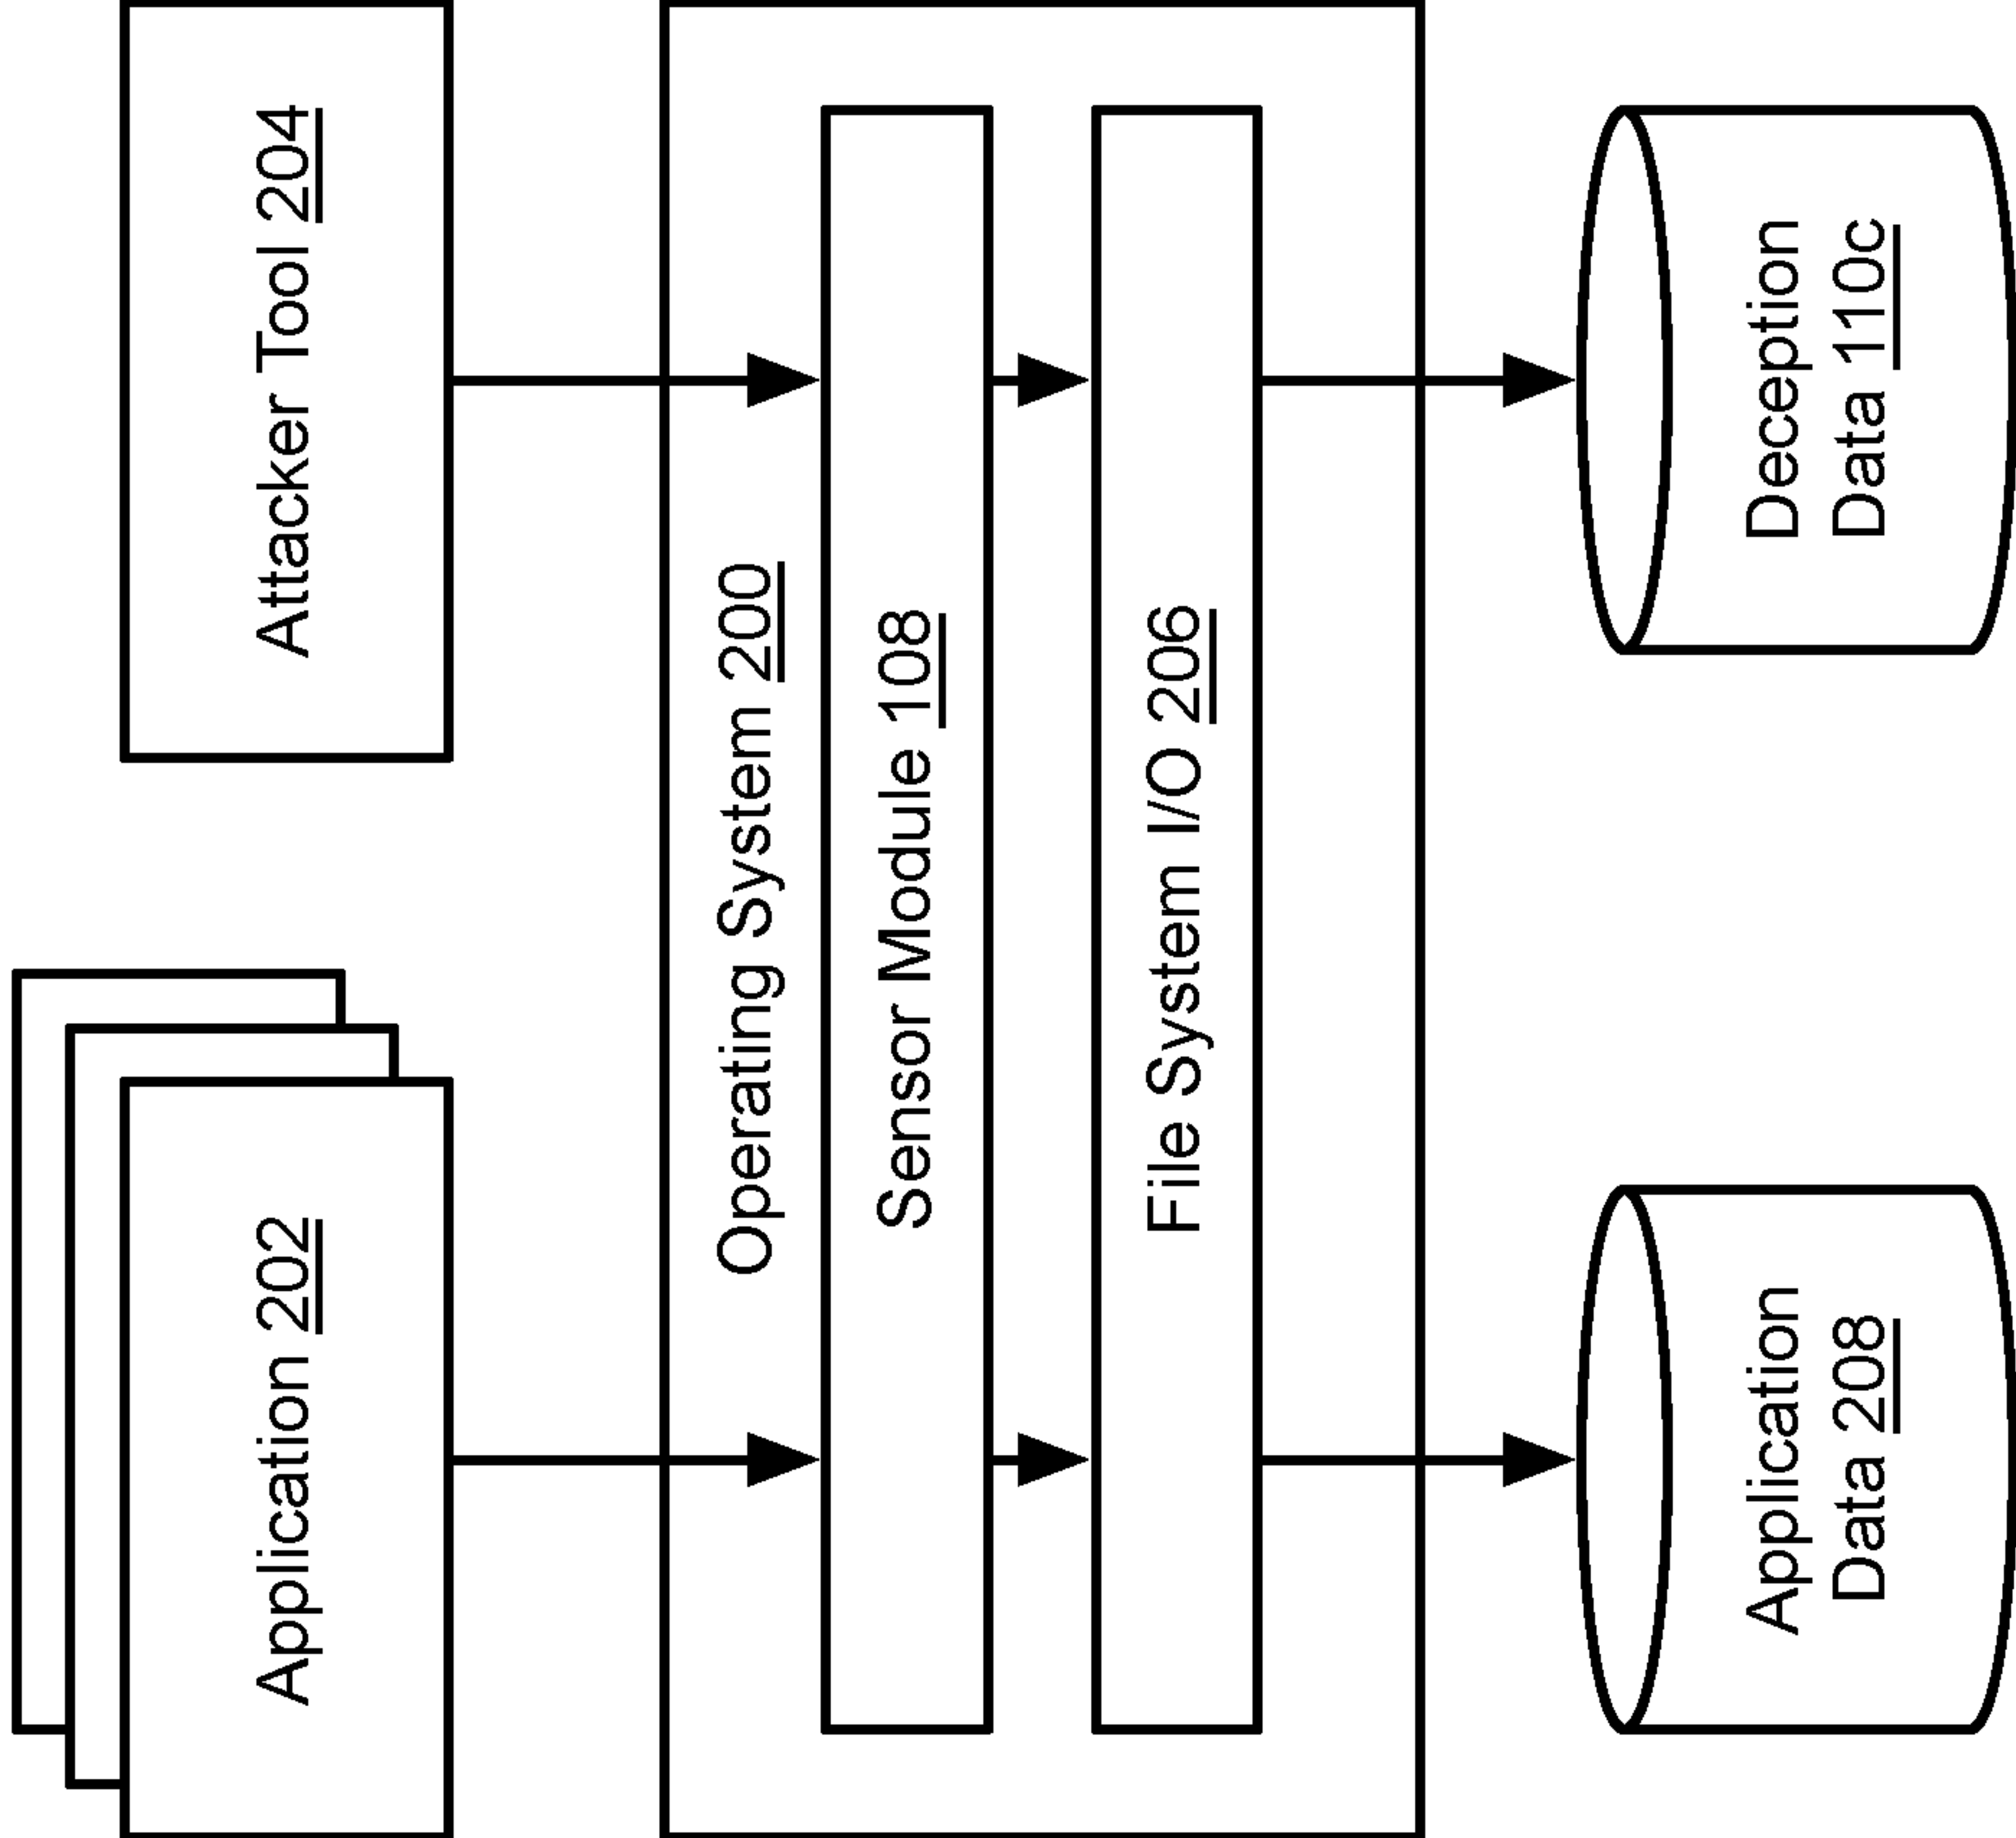 Application 202
Attacker Tool 204
Operating System 200
Sensor Module 108
File System I/O 206
Application
Data 208
Deception
Data 110c